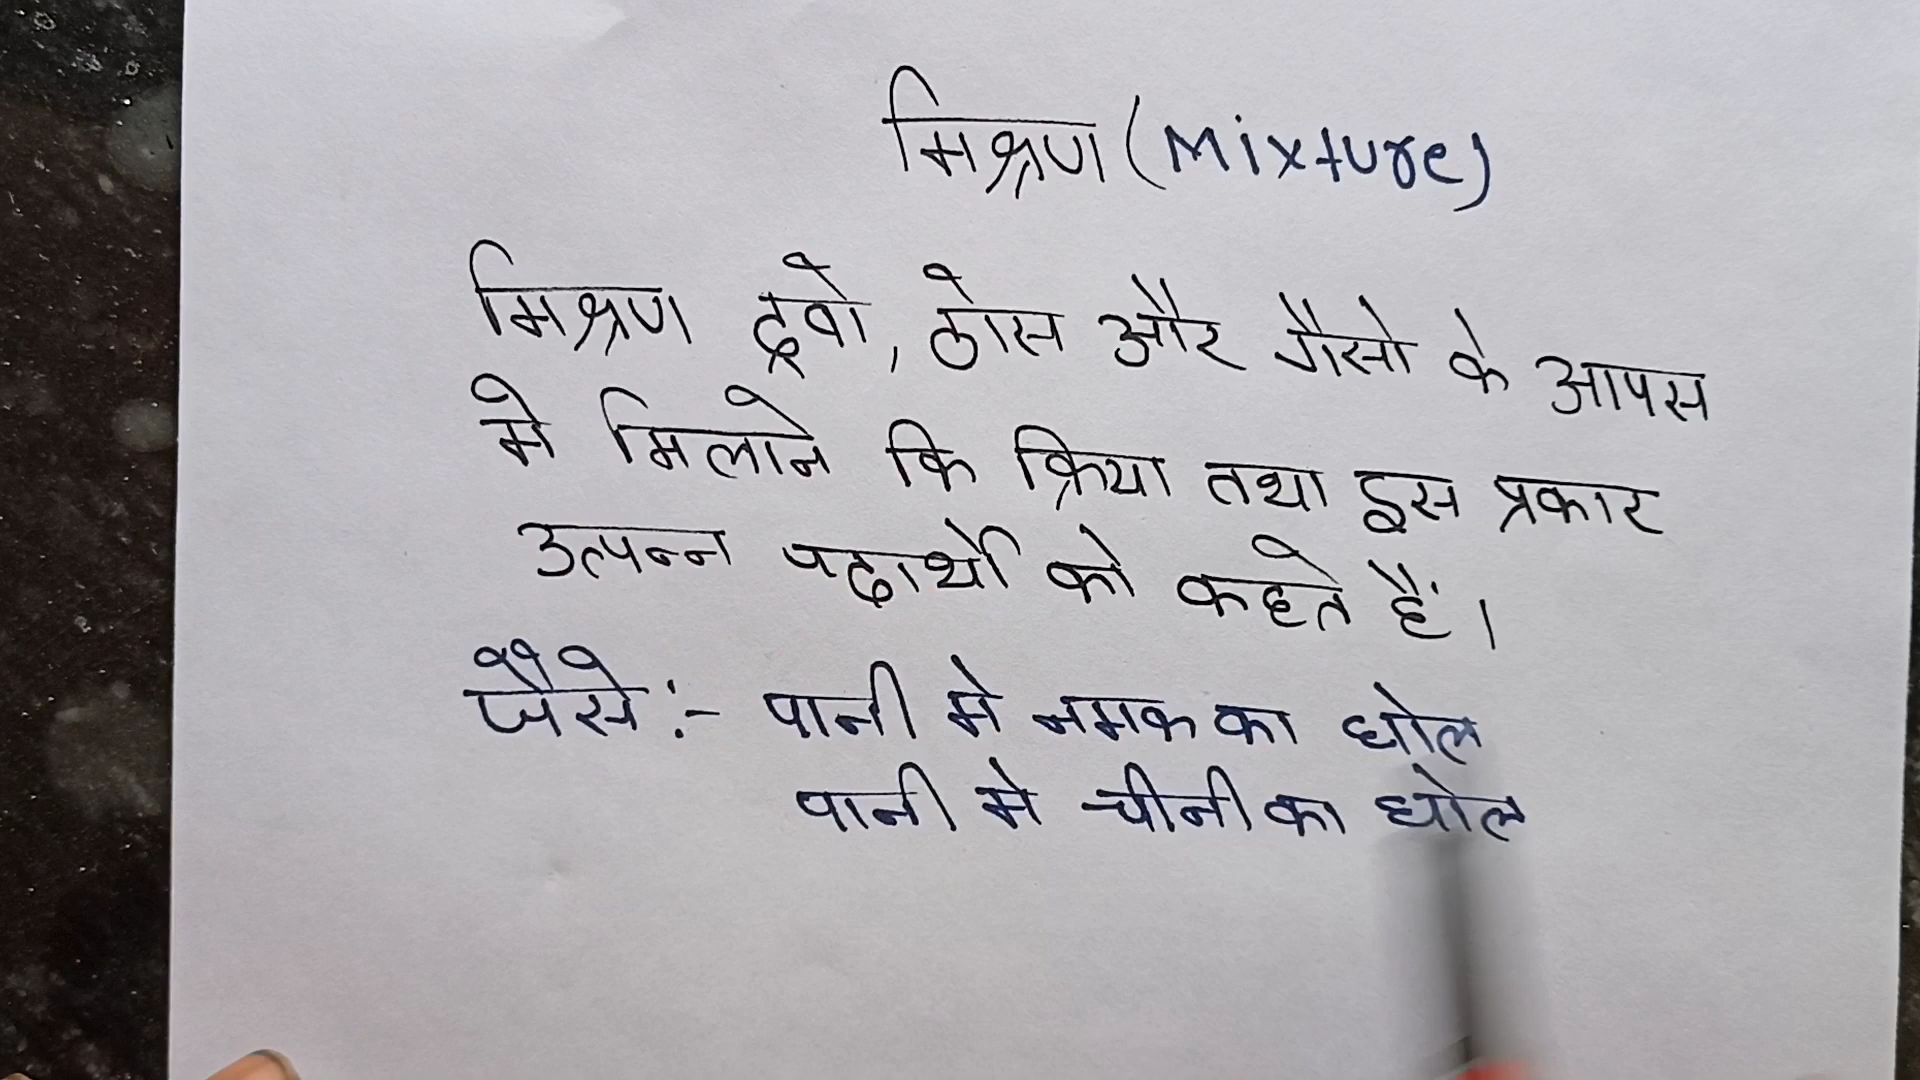 मिश्रण (Mixture)
मिश्रण द्रवो, ठोस और गैसो के आपस
मे मिलाने कि क्रिया तथा इस प्रकार
उत्पन्न पदार्थो को कहते हैं।
जैसे:- पानी मे नमक का घोल
पानी मे चीनी का घोल